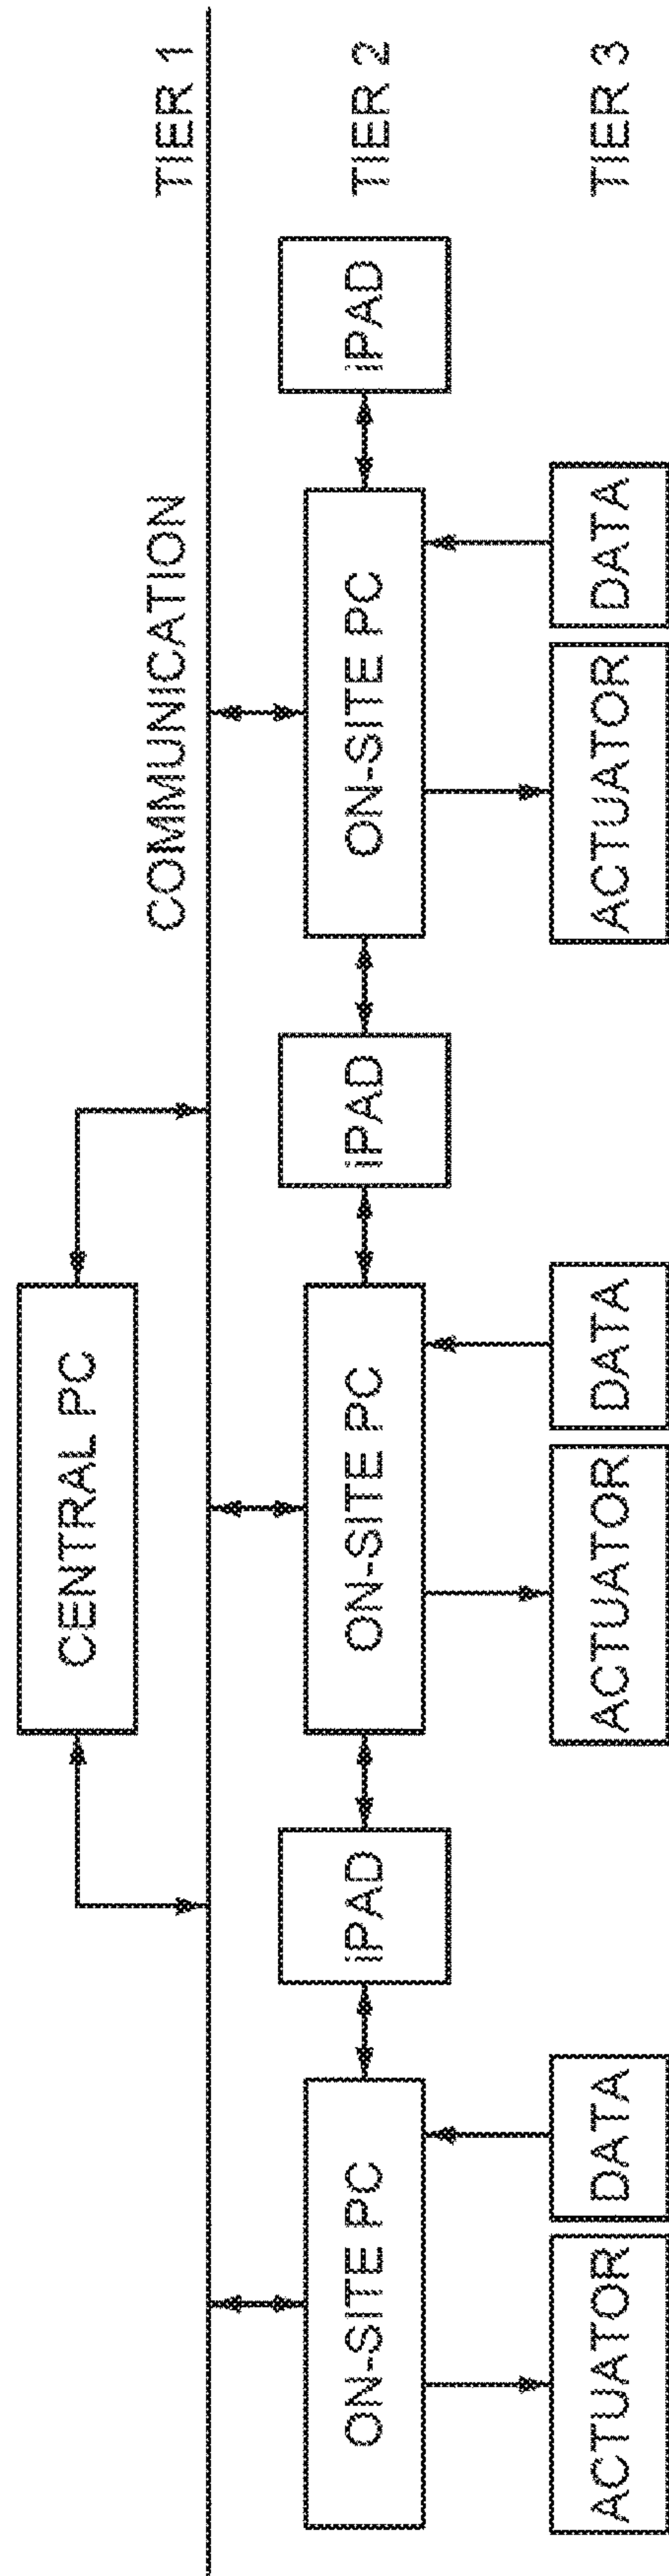 CENTRAL PC
COMMUNICATION
TIER 1
ON-SITE PC
iPAD
ON-SITE PC
iPAD
ON-SITE PC
iPAD
TIER 2
ACTUATOR
DATA
ACTUATOR
DATA
ACTUATOR
DATA
TIER 3